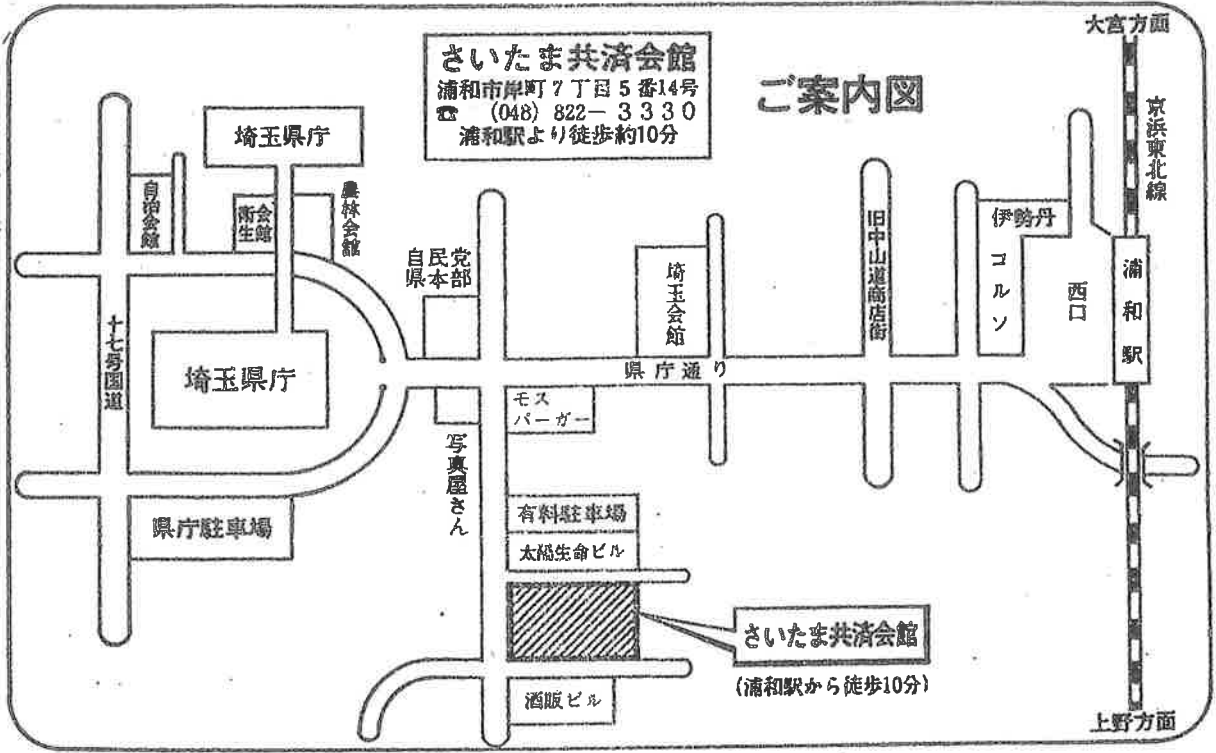 さいたま共済会館
浦和市岸町7丁目5番14号
☎ (048) 822-3330
浦和駅より徒歩約10分
ご案内図
大宮方面
京浜東北線
埼玉県庁
自治会館
衛生会館
農林会館
自民党
県本部
埼玉会館
旧中山道商店街
伊勢丹
コルソ
西口
浦和駅
十七号国道
埼玉県庁
県庁通り
モス
バーガー
写真屋さん
県庁駐車場
有料駐車場
太陽生命ビル
さいたま共済会館
(浦和駅から徒歩10分)
酒販ビル
上野方面